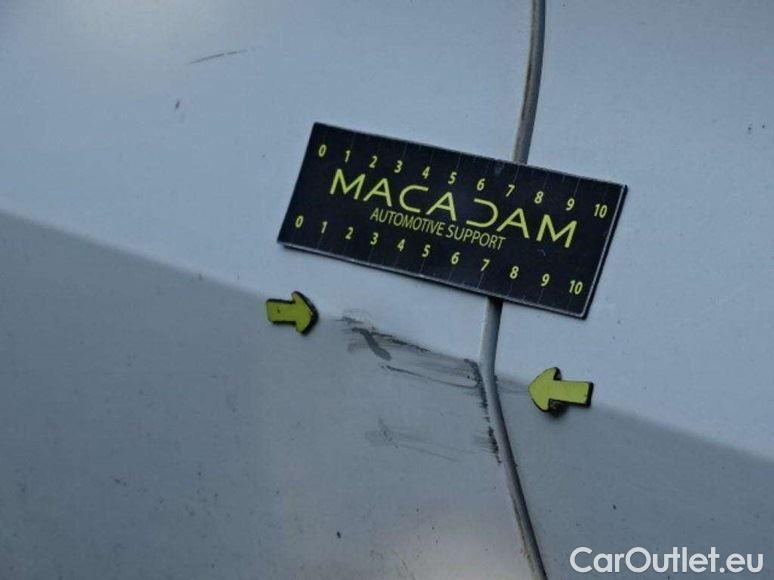 0 1 2 3 4 5 6 7 8 9 10
MACADAM
AUTOMOTIVE SUPPORT
0 1 2 3 4 5 6 7 8 9 10
CarOutlet.eu